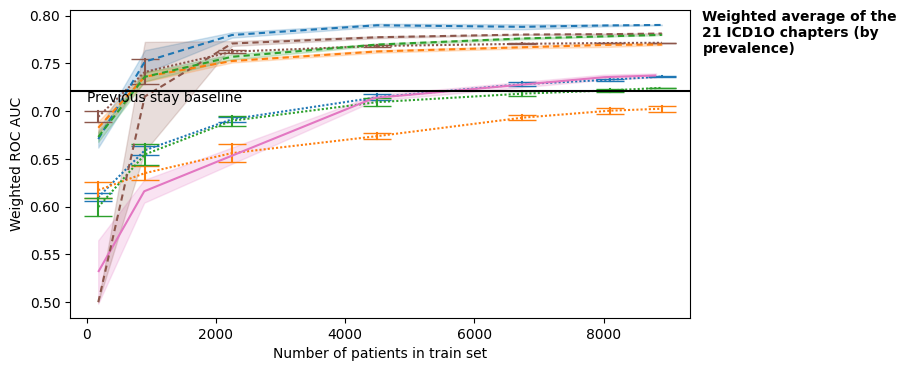 Weighted average of the
21 ICD1O chapters (by
prevalence)
Weighted ROC AUC
0.80
0.75
0.70
0.65
0.60
0.55
0.50
Previous stay baseline
0 2000 4000 6000 8000
Number of patients in train set